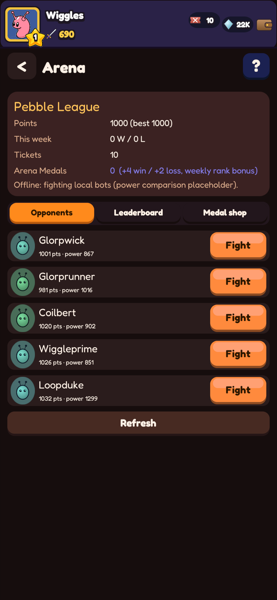 Wiggles
1
690
10
22K
<
Arena
?
Pebble League
Points 1000 (best 1000)
This week 0 W / 0 L
Tickets 10
Arena Medals 0 (+4 win / +2 loss, weekly rank bonus)
Offline: fighting local bots (power comparison placeholder).
Opponents Leaderboard Medal shop
Glorpwick
1001 pts · power 867
Fight
Glorprunner
981 pts · power 1016
Fight
Coilbert
1020 pts · power 902
Fight
Wiggleprime
1026 pts · power 851
Fight
Loopduke
1032 pts · power 1299
Fight
Refresh